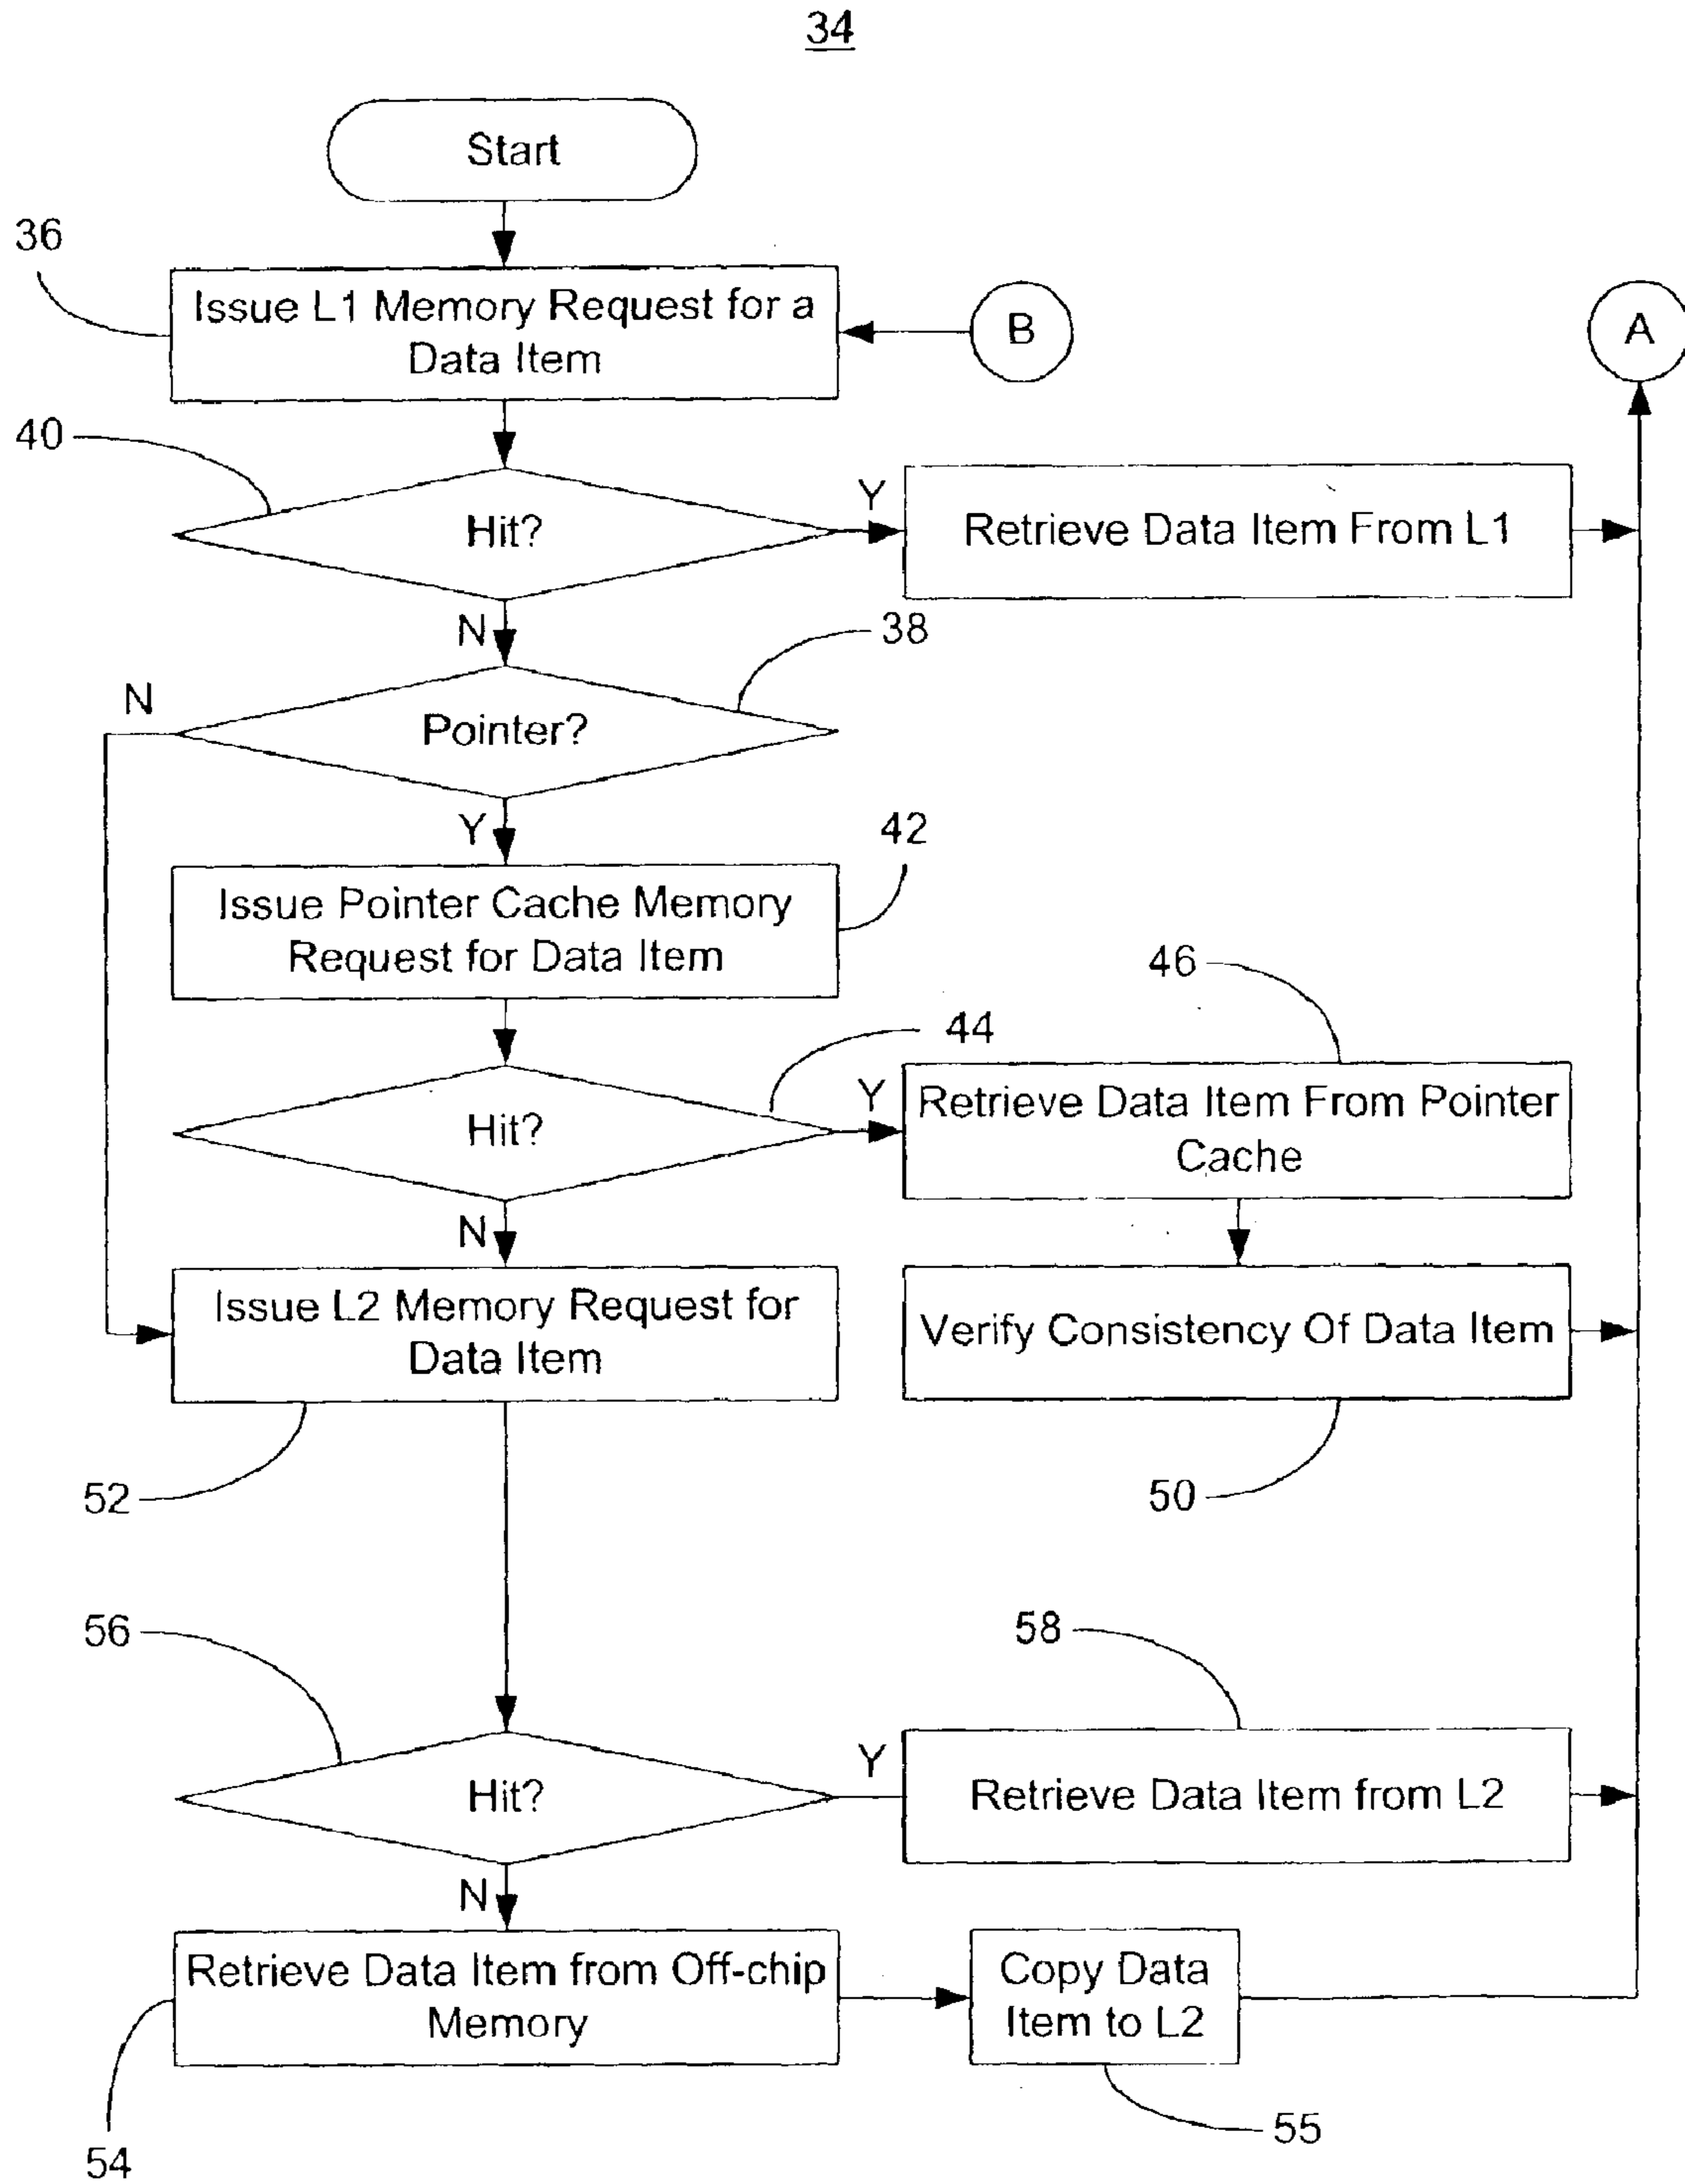 34
Start
36
Issue L1 Memory Request for a
Data Item
B
A
40
Hit?
Y
Retrieve Data Item From L1
N
38
N
Pointer?
Y
42
Issue Pointer Cache Memory
Request for Data Item
46
44
Hit?
Y
Retrieve Data Item From Pointer
Cache
N
Issue L2 Memory Request for
Data Item
Verify Consistency Of Data Item
52
50
56
58
Hit?
Y
Retrieve Data Item from L2
N
Retrieve Data Item from Off-chip
Memory
Copy Data
Item to L2
54
55